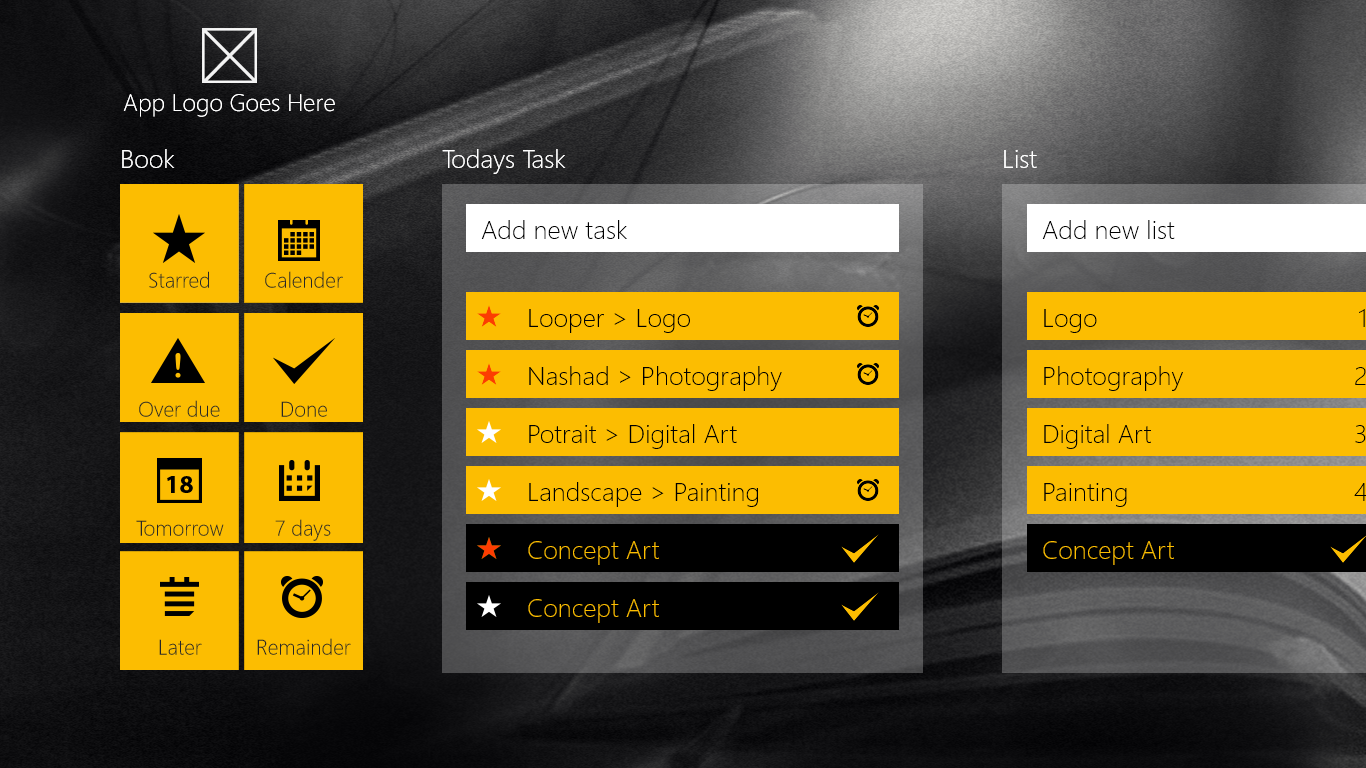 App Logo Goes Here
Book
Starred
Calender
Over due
Done
18
Tomorrow
7 days
Later
Remainder
Todays Task
Add new task
Looper > Logo
Nashad > Photography
Potrait > Digital Art
Landscape > Painting
Concept Art
Concept Art
List
Add new list
Logo 1
Photography 2
Digital Art 3
Painting 4
Concept Art